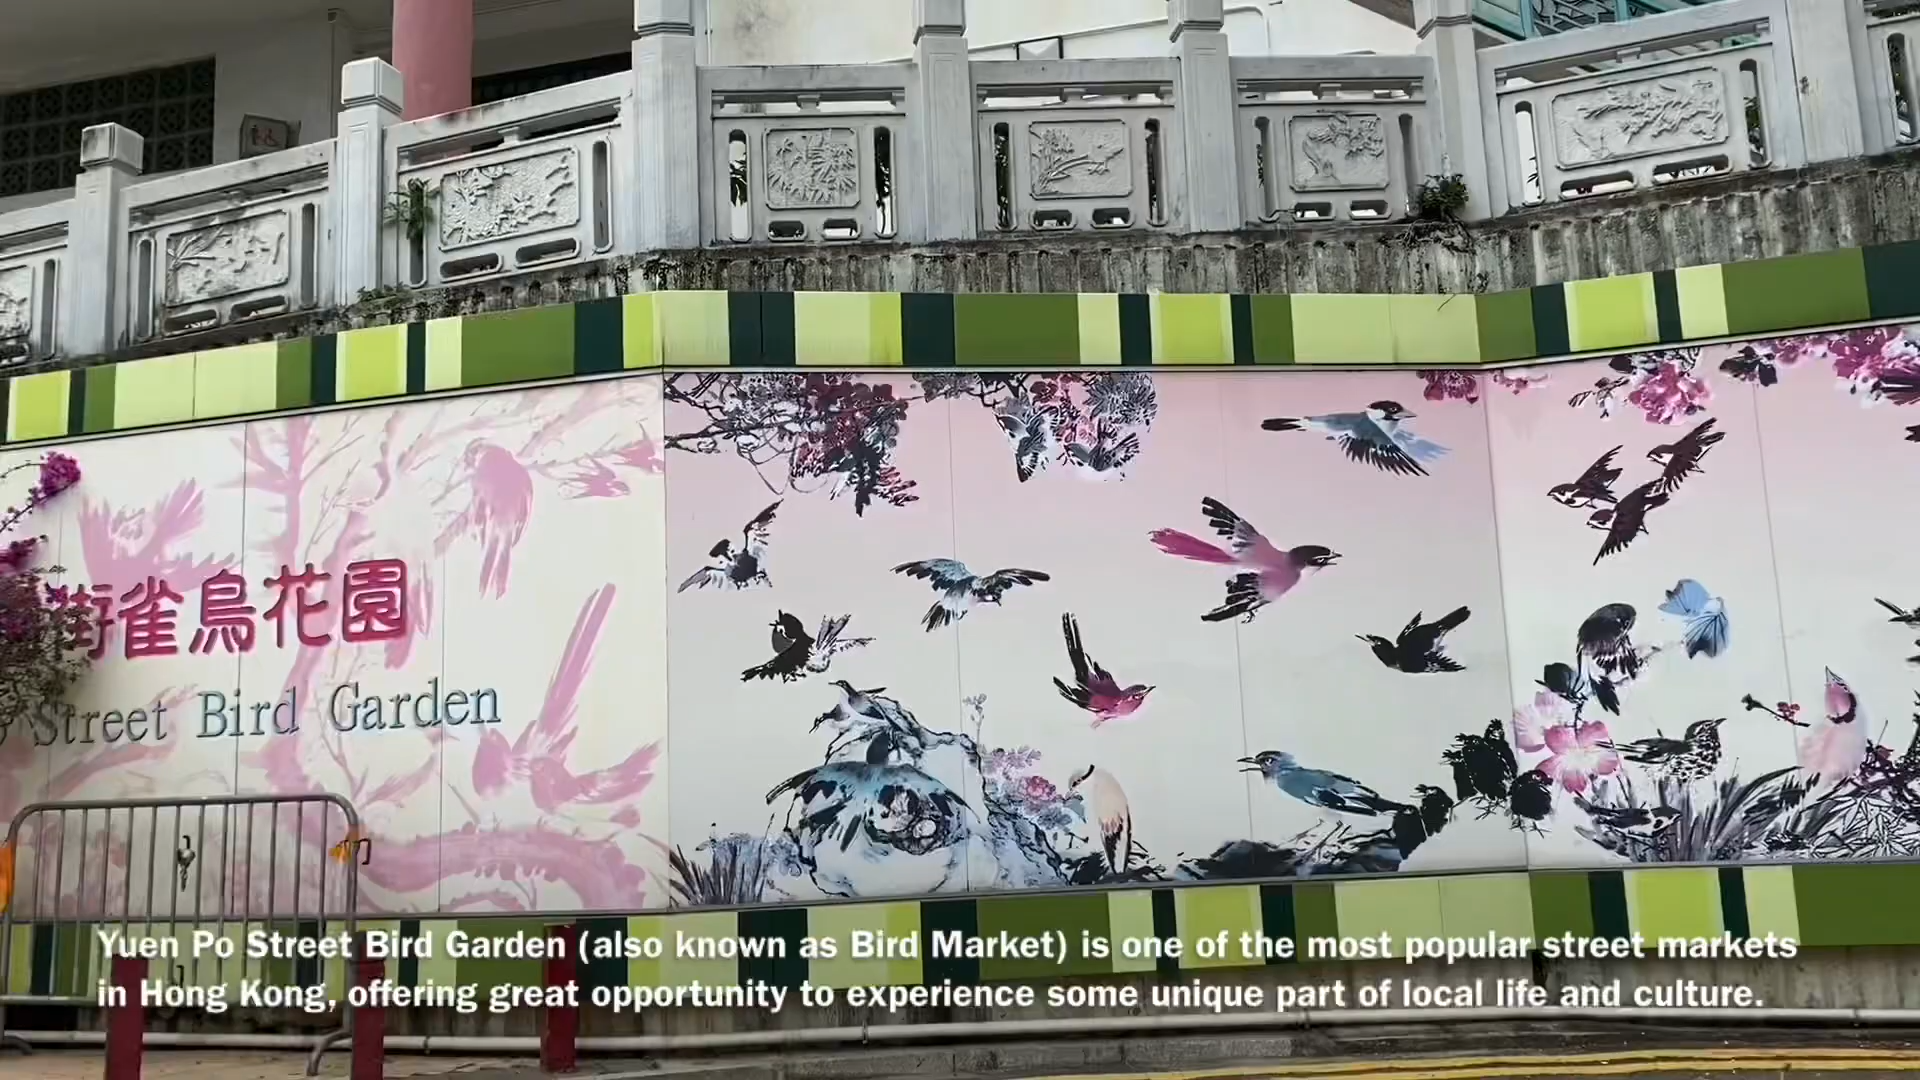 街雀鳥花園
Street Bird Garden
Yuen Po Street Bird Garden (also known as Bird Market) is one of the most popular street markets
in Hong Kong, offering great opportunity to experience some unique part of local life and culture.